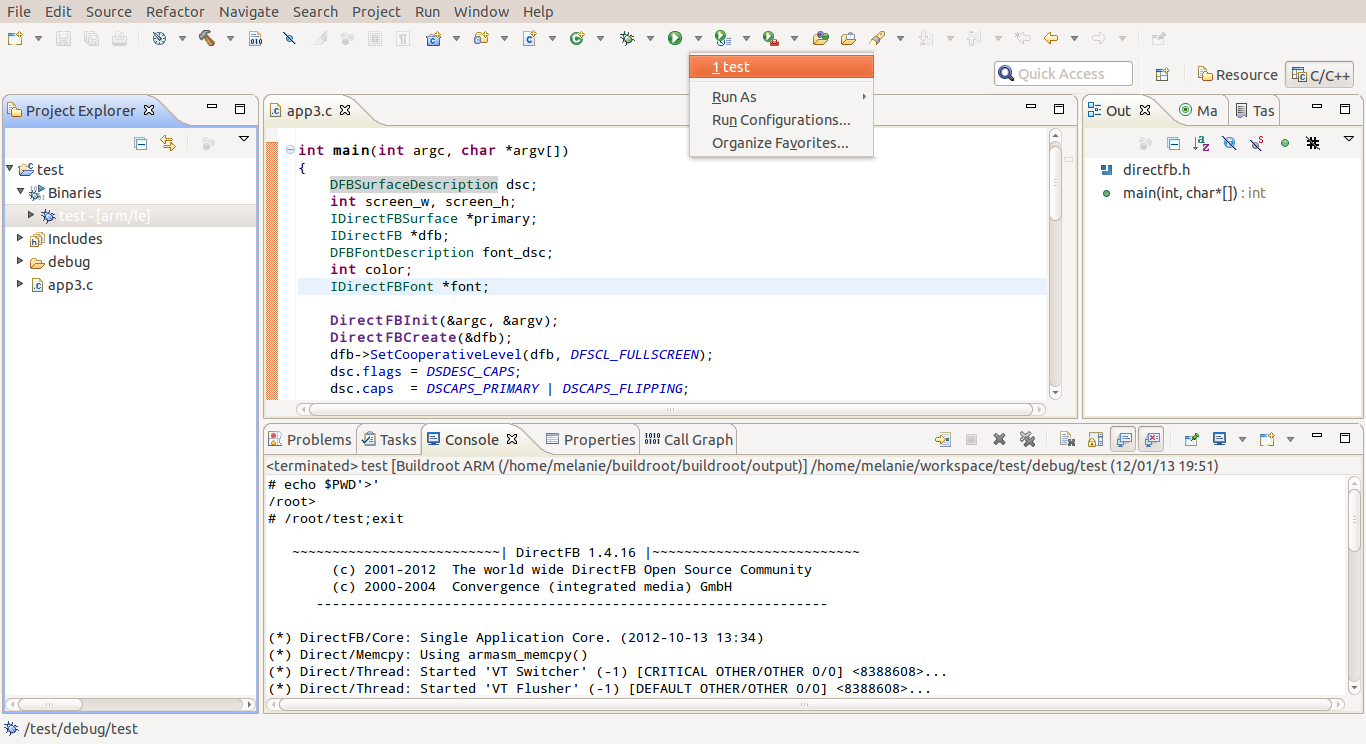 File Edit Source Refactor Navigate Search Project Run Window Help
1 test
Run As
Run Configurations...
Organize Favorites...
Quick Access
Resource
C/C++
Project Explorer
test
Binaries
test - [arm/le]
Includes
debug
app3.c
app3.c
int main(int argc, char *argv[])
{
DFBSurfaceDescription dsc;
int screen_w, screen_h;
IDirectFBSurface *primary;
IDirectFB *dfb;
DFBFontDescription font_dsc;
int color;
IDirectFBFont *font;
DirectFBInit(&argc, &argv);
DirectFBCreate(&dfb);
dfb->SetCooperativeLevel(dfb, DFSCL_FULLSCREEN);
dsc.flags = DSDESC_CAPS;
dsc.caps  = DSCAPS_PRIMARY | DSCAPS_FLIPPING;
Out Ma Tas
directfb.h
main(int, char*[]) : int
Problems Tasks Console Properties Call Graph
<terminated> test [Buildroot ARM (/home/melanie/buildroot/buildroot/output)] /home/melanie/workspace/test/debug/test (12/01/13 19:51)
# echo $PWD'>'
/root>
# /root/test;exit
~~~~~~~~~~~~~~~~~~~~~~~~~~| DirectFB 1.4.16 |~~~~~~~~~~~~~~~~~~~~~~~~~~
(c) 2001-2012  The world wide DirectFB Open Source Community
(c) 2000-2004  Convergence (integrated media) GmbH
----------------------------------------------------------------
(*) DirectFB/Core: Single Application Core. (2012-10-13 13:34)
(*) Direct/Memcpy: Using armasm_memcpy()
(*) Direct/Thread: Started 'VT Switcher' (-1) [CRITICAL OTHER/OTHER 0/0] <8388608>...
(*) Direct/Thread: Started 'VT Flusher' (-1) [DEFAULT OTHER/OTHER 0/0] <8388608>...
/test/debug/test